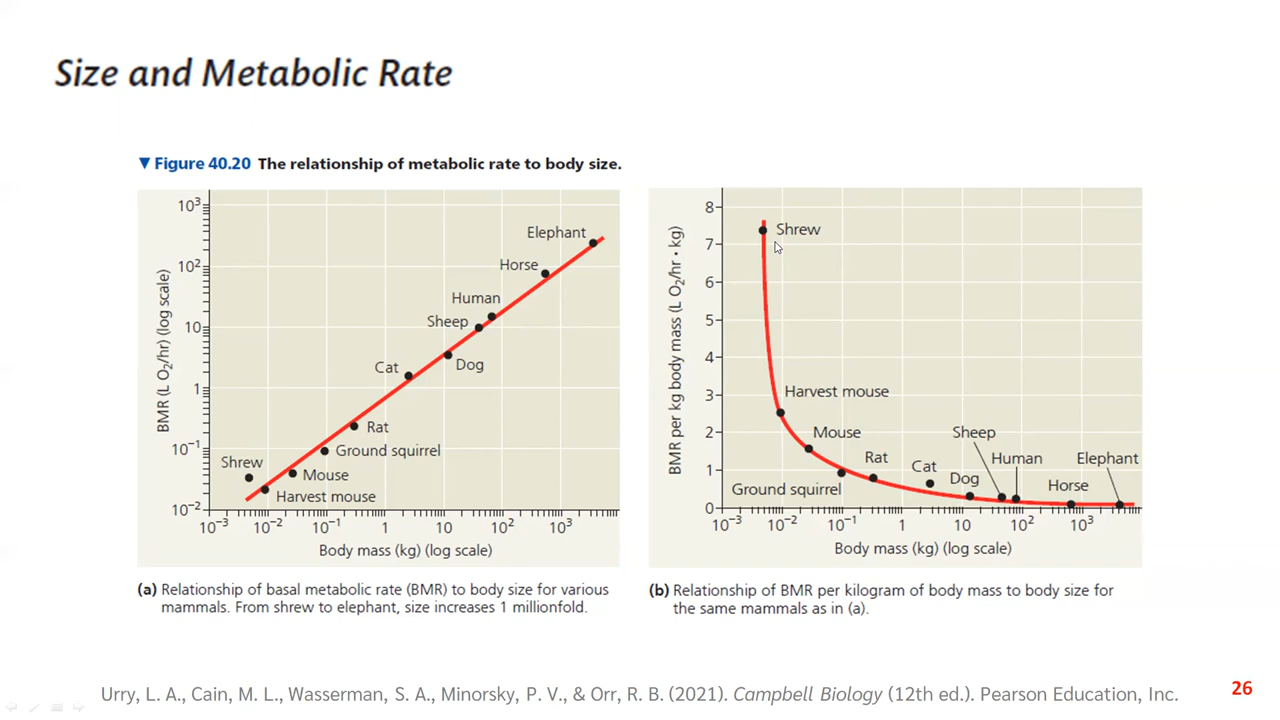 Size and Metabolic Rate
▼ Figure 40.20 The relationship of metabolic rate to body size.
BMR (L O₂/hr) (log scale)
10³
10²
10
1
10⁻¹
10⁻²
Elephant
Horse
Human
Sheep
Dog
Cat
Rat
Ground squirrel
Shrew
Mouse
Harvest mouse
10⁻³ 10⁻² 10⁻¹ 1 10 10² 10³
Body mass (kg) (log scale)
(a) Relationship of basal metabolic rate (BMR) to body size for various
mammals. From shrew to elephant, size increases 1 millionfold.
BMR per kg body mass (L O₂/hr • kg)
8
7
6
5
4
3
2
1
0
Shrew
Harvest mouse
Mouse
Sheep
Rat
Human
Elephant
Cat
Dog
Horse
Ground squirrel
10⁻³ 10⁻² 10⁻¹ 1 10 10² 10³
Body mass (kg) (log scale)
(b) Relationship of BMR per kilogram of body mass to body size for
the same mammals as in (a).
Urry, L. A., Cain, M. L., Wasserman, S. A., Minorsky, P. V., & Orr, R. B. (2021). Campbell Biology (12th ed.). Pearson Education, Inc.
26